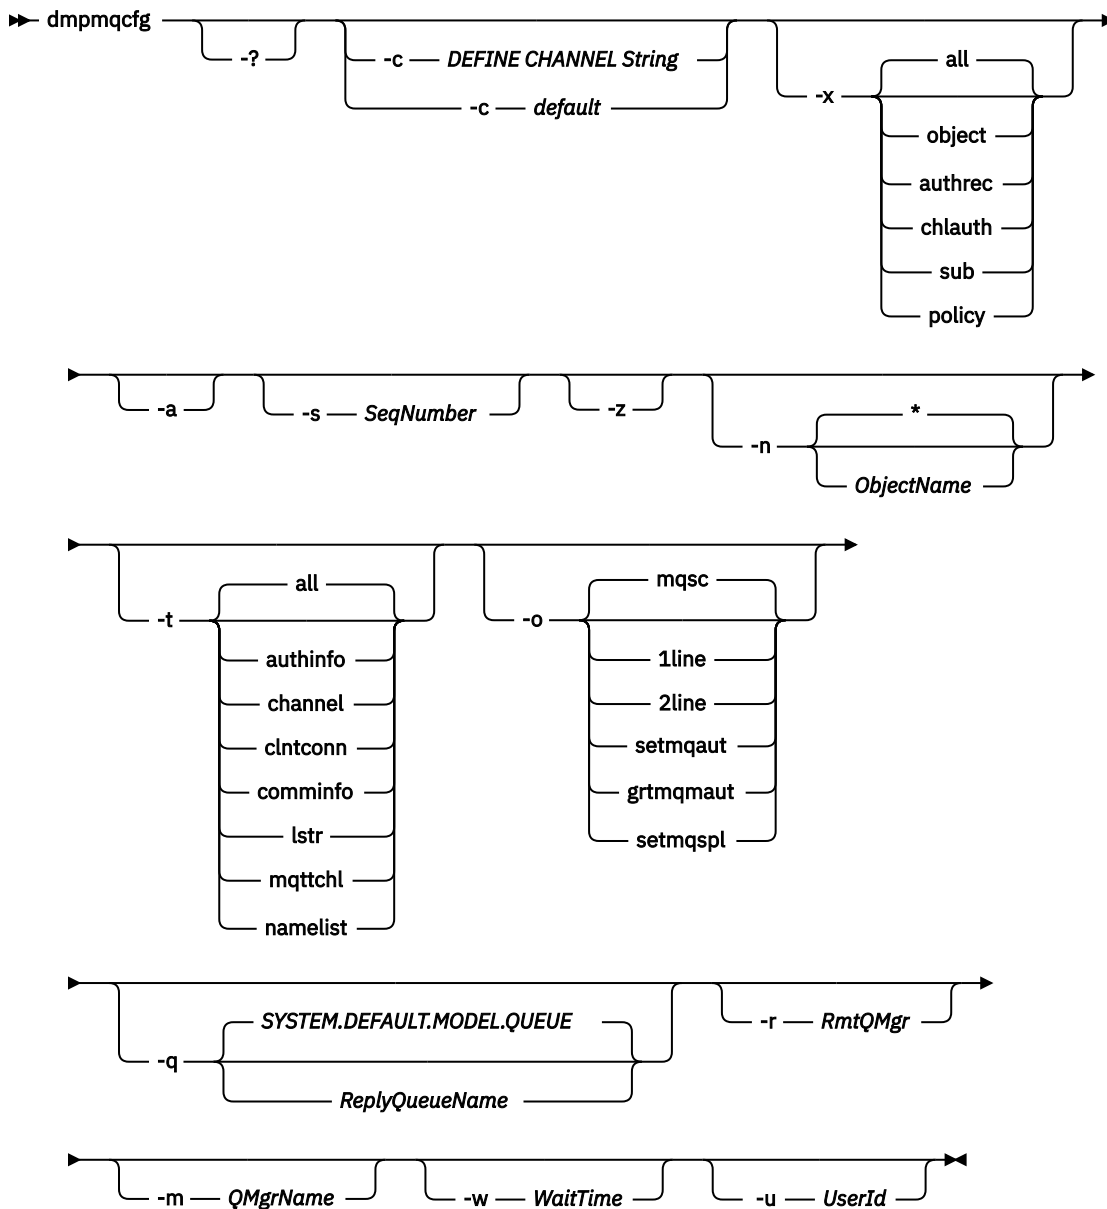 dmpmqcfg
-?
-c DEFINE CHANNEL String
-c default
-x
all
object
authrec
chlauth
sub
policy
-a
-s SeqNumber
-z
-n
*
ObjectName
-t
all
authinfo
channel
clntconn
comminfo
lstr
mqttchl
namelist
-o
mqsc
1line
2line
setmqaut
grtmqmaut
setmqspl
-q
SYSTEM.DEFAULT.MODEL.QUEUE
ReplyQueueName
-r RmtQMgr
-m QMgrName
-w WaitTime
-u UserId